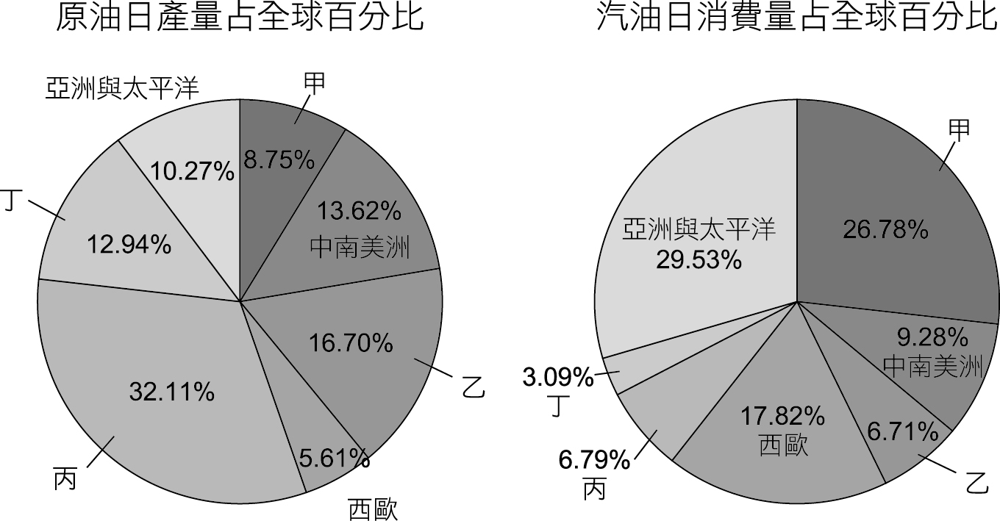 原油日產量占全球百分比
亞洲與太平洋
甲
8.75%
10.27%
13.62%
中南美洲
丁
12.94%
16.70%
乙
32.11%
5.61%
丙
西歐
汽油日消費量占全球百分比
甲
亞洲與太平洋
29.53%
26.78%
9.28%
中南美洲
3.09%
丁
17.82%
西歐
6.71%
6.79%
丙
乙